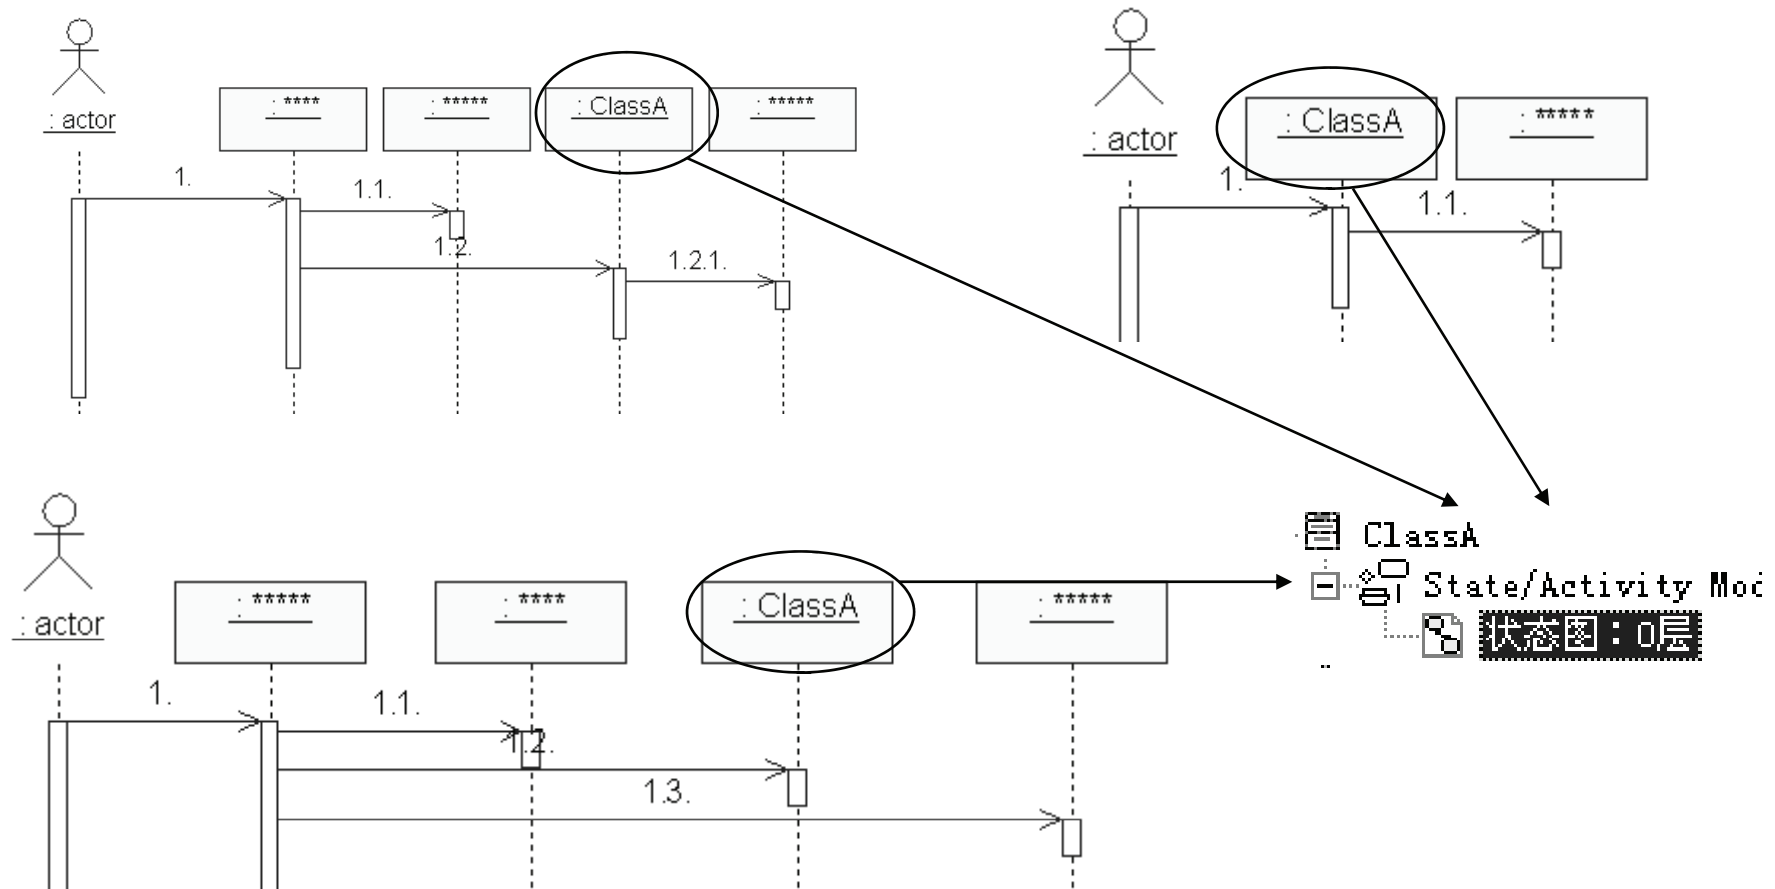 : actor
: ****
: *****
: ClassA
: *****
1.
1.1.
1.2.
1.2.1.
: actor
: ClassA
: *****
1.
1.1.
: actor
: *****
: ****
: ClassA
: *****
1.
1.1.
1.2.
1.3.
ClassA
State/Activity Mod
状态图：0层